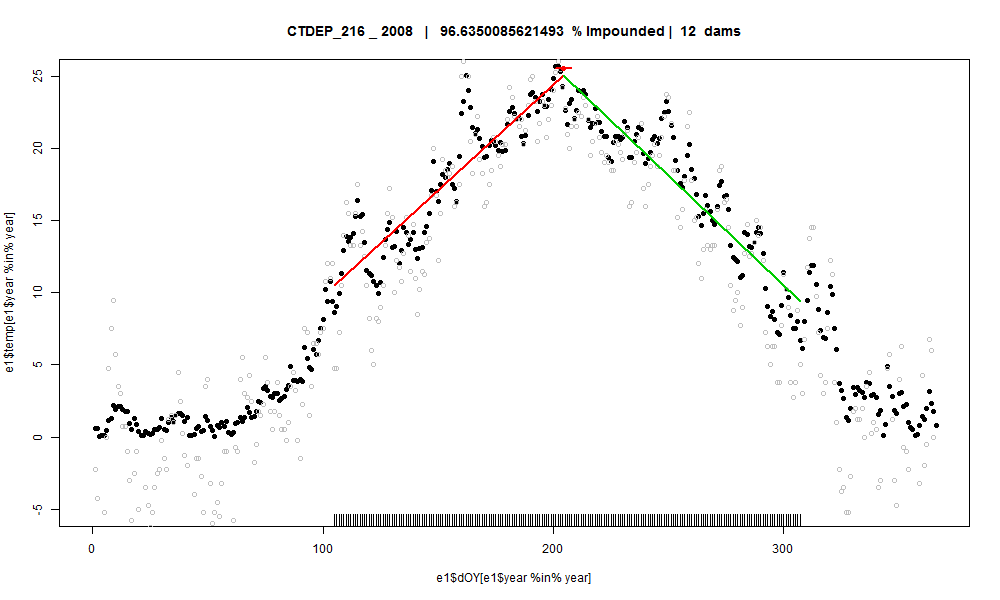 CTDEP_216 _ 2008 | 96.6350085621493 % Impounded | 12 dams
e1$temp[e1$year %in% year]
25
20
15
10
5
0
-5
0 100 200 300
e1$dOY[e1$year %in% year]